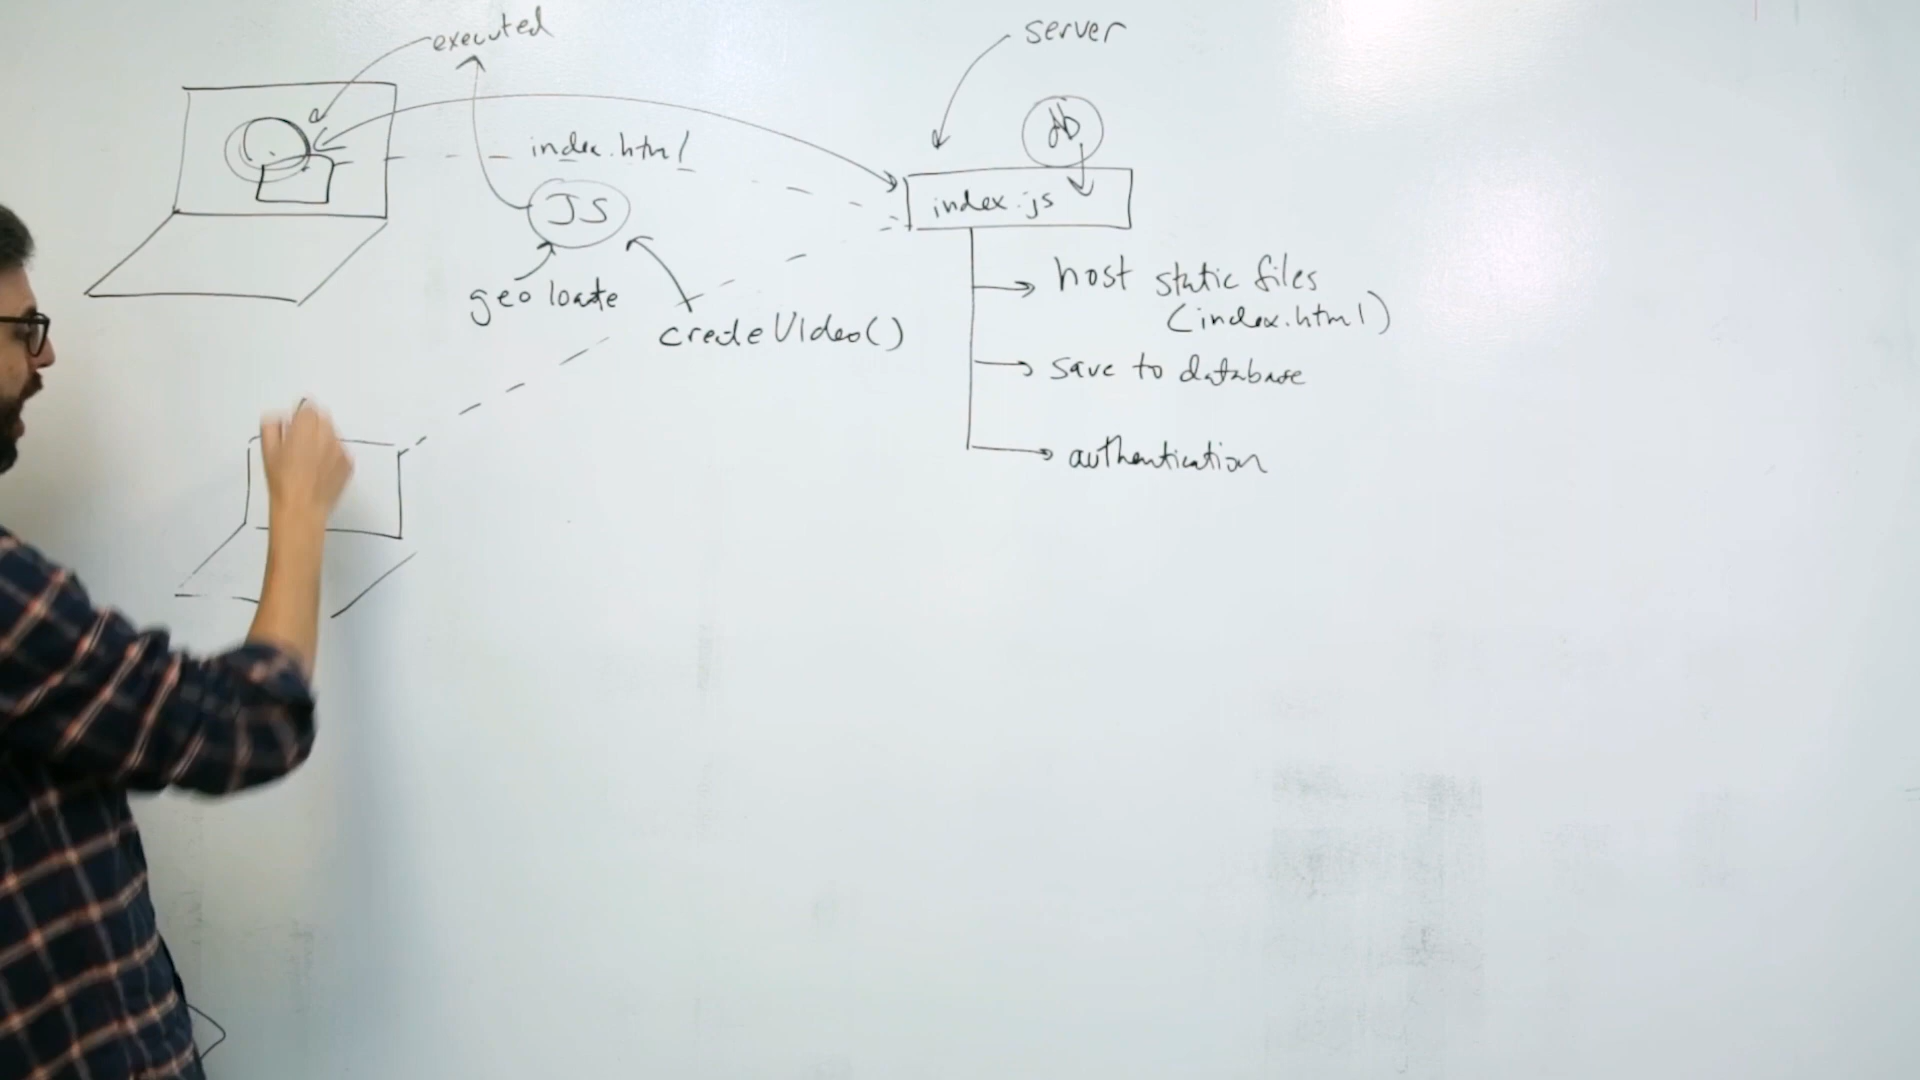 executed
server
db
index.html
index.js
JS
host static files
(index.html)
geo locate
createVideo()
save to database
authentication